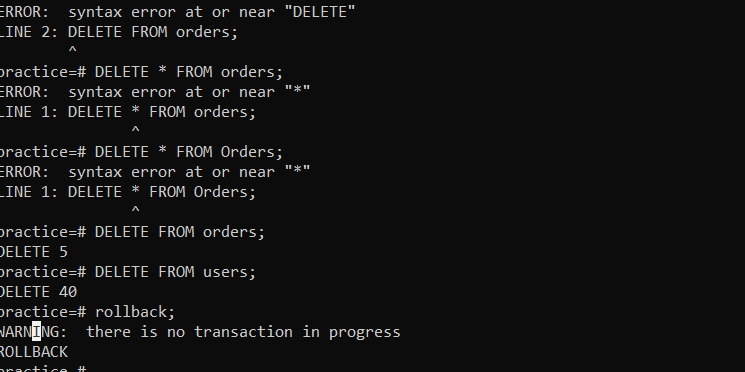 ERROR:  syntax error at or near "DELETE"
LINE 2: DELETE FROM orders;
^
practice=# DELETE * FROM orders;
ERROR:  syntax error at or near "*"
LINE 1: DELETE * FROM orders;
^
practice=# DELETE * FROM Orders;
ERROR:  syntax error at or near "*"
LINE 1: DELETE * FROM Orders;
^
practice=# DELETE FROM orders;
DELETE 5
practice=# DELETE FROM users;
DELETE 40
practice=# rollback;
WARNING:  there is no transaction in progress
ROLLBACK
practice=#